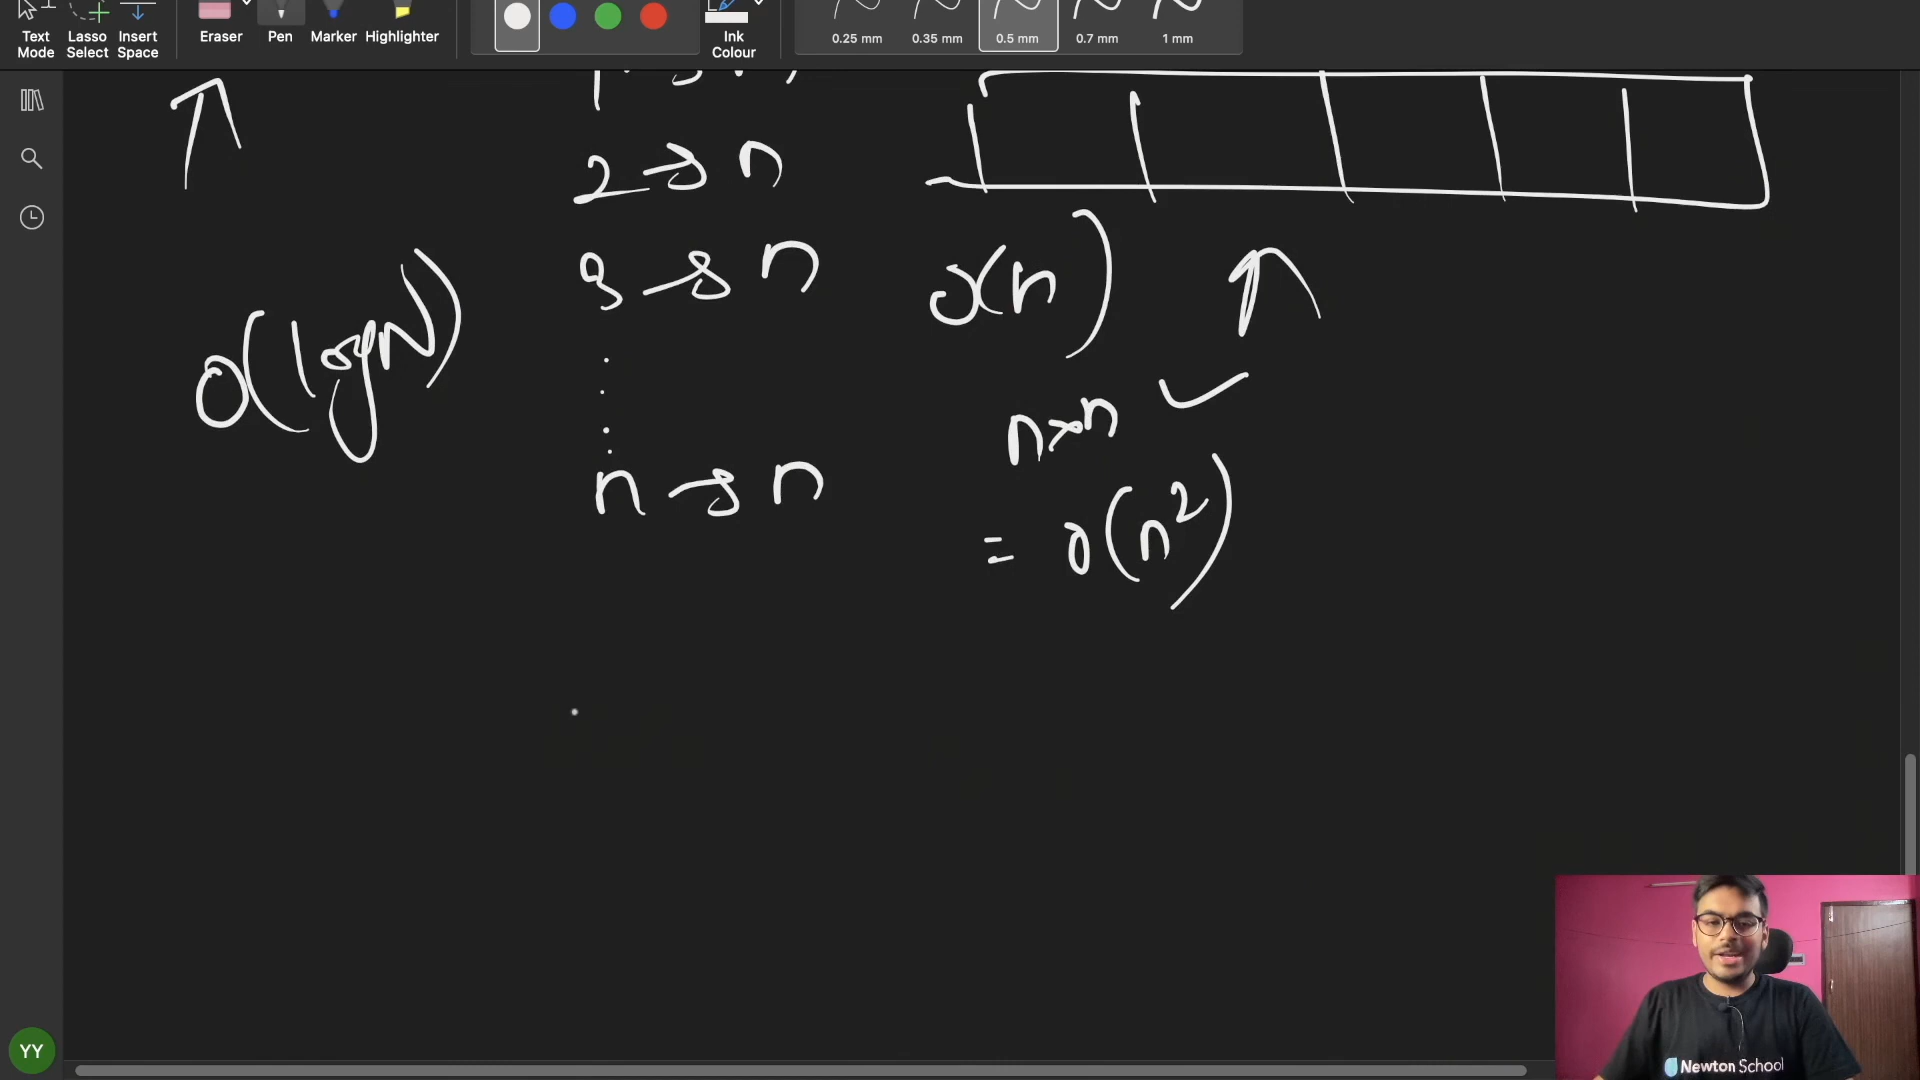 Text Mode
Lasso Select
Insert Space
Eraser
Pen
Marker
Highlighter
Ink Colour
0.25 mm
0.35 mm
0.5 mm
0.7 mm
1 mm
2 → n
3 → n
O(n)
O(log N)
n × n
n → n
= O(n²)
YY
Newton School